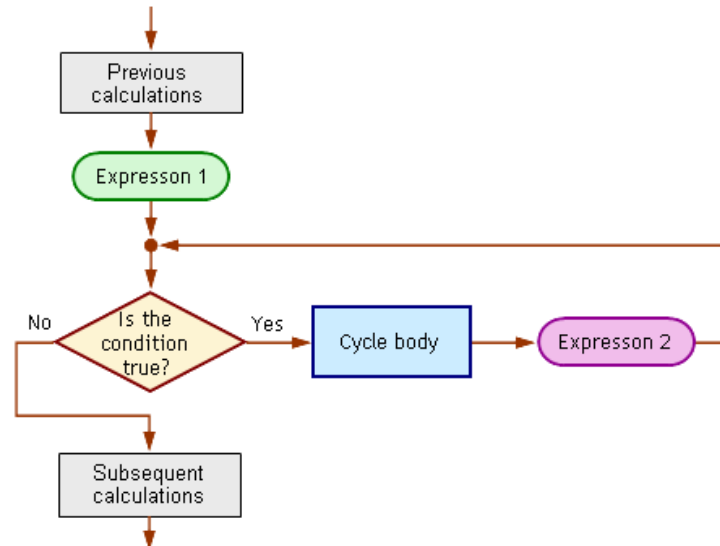 Previous
calculations
Expresson 1
No
Is the
condition
true?
Yes
Cycle body
Expresson 2
Subsequent
calculations